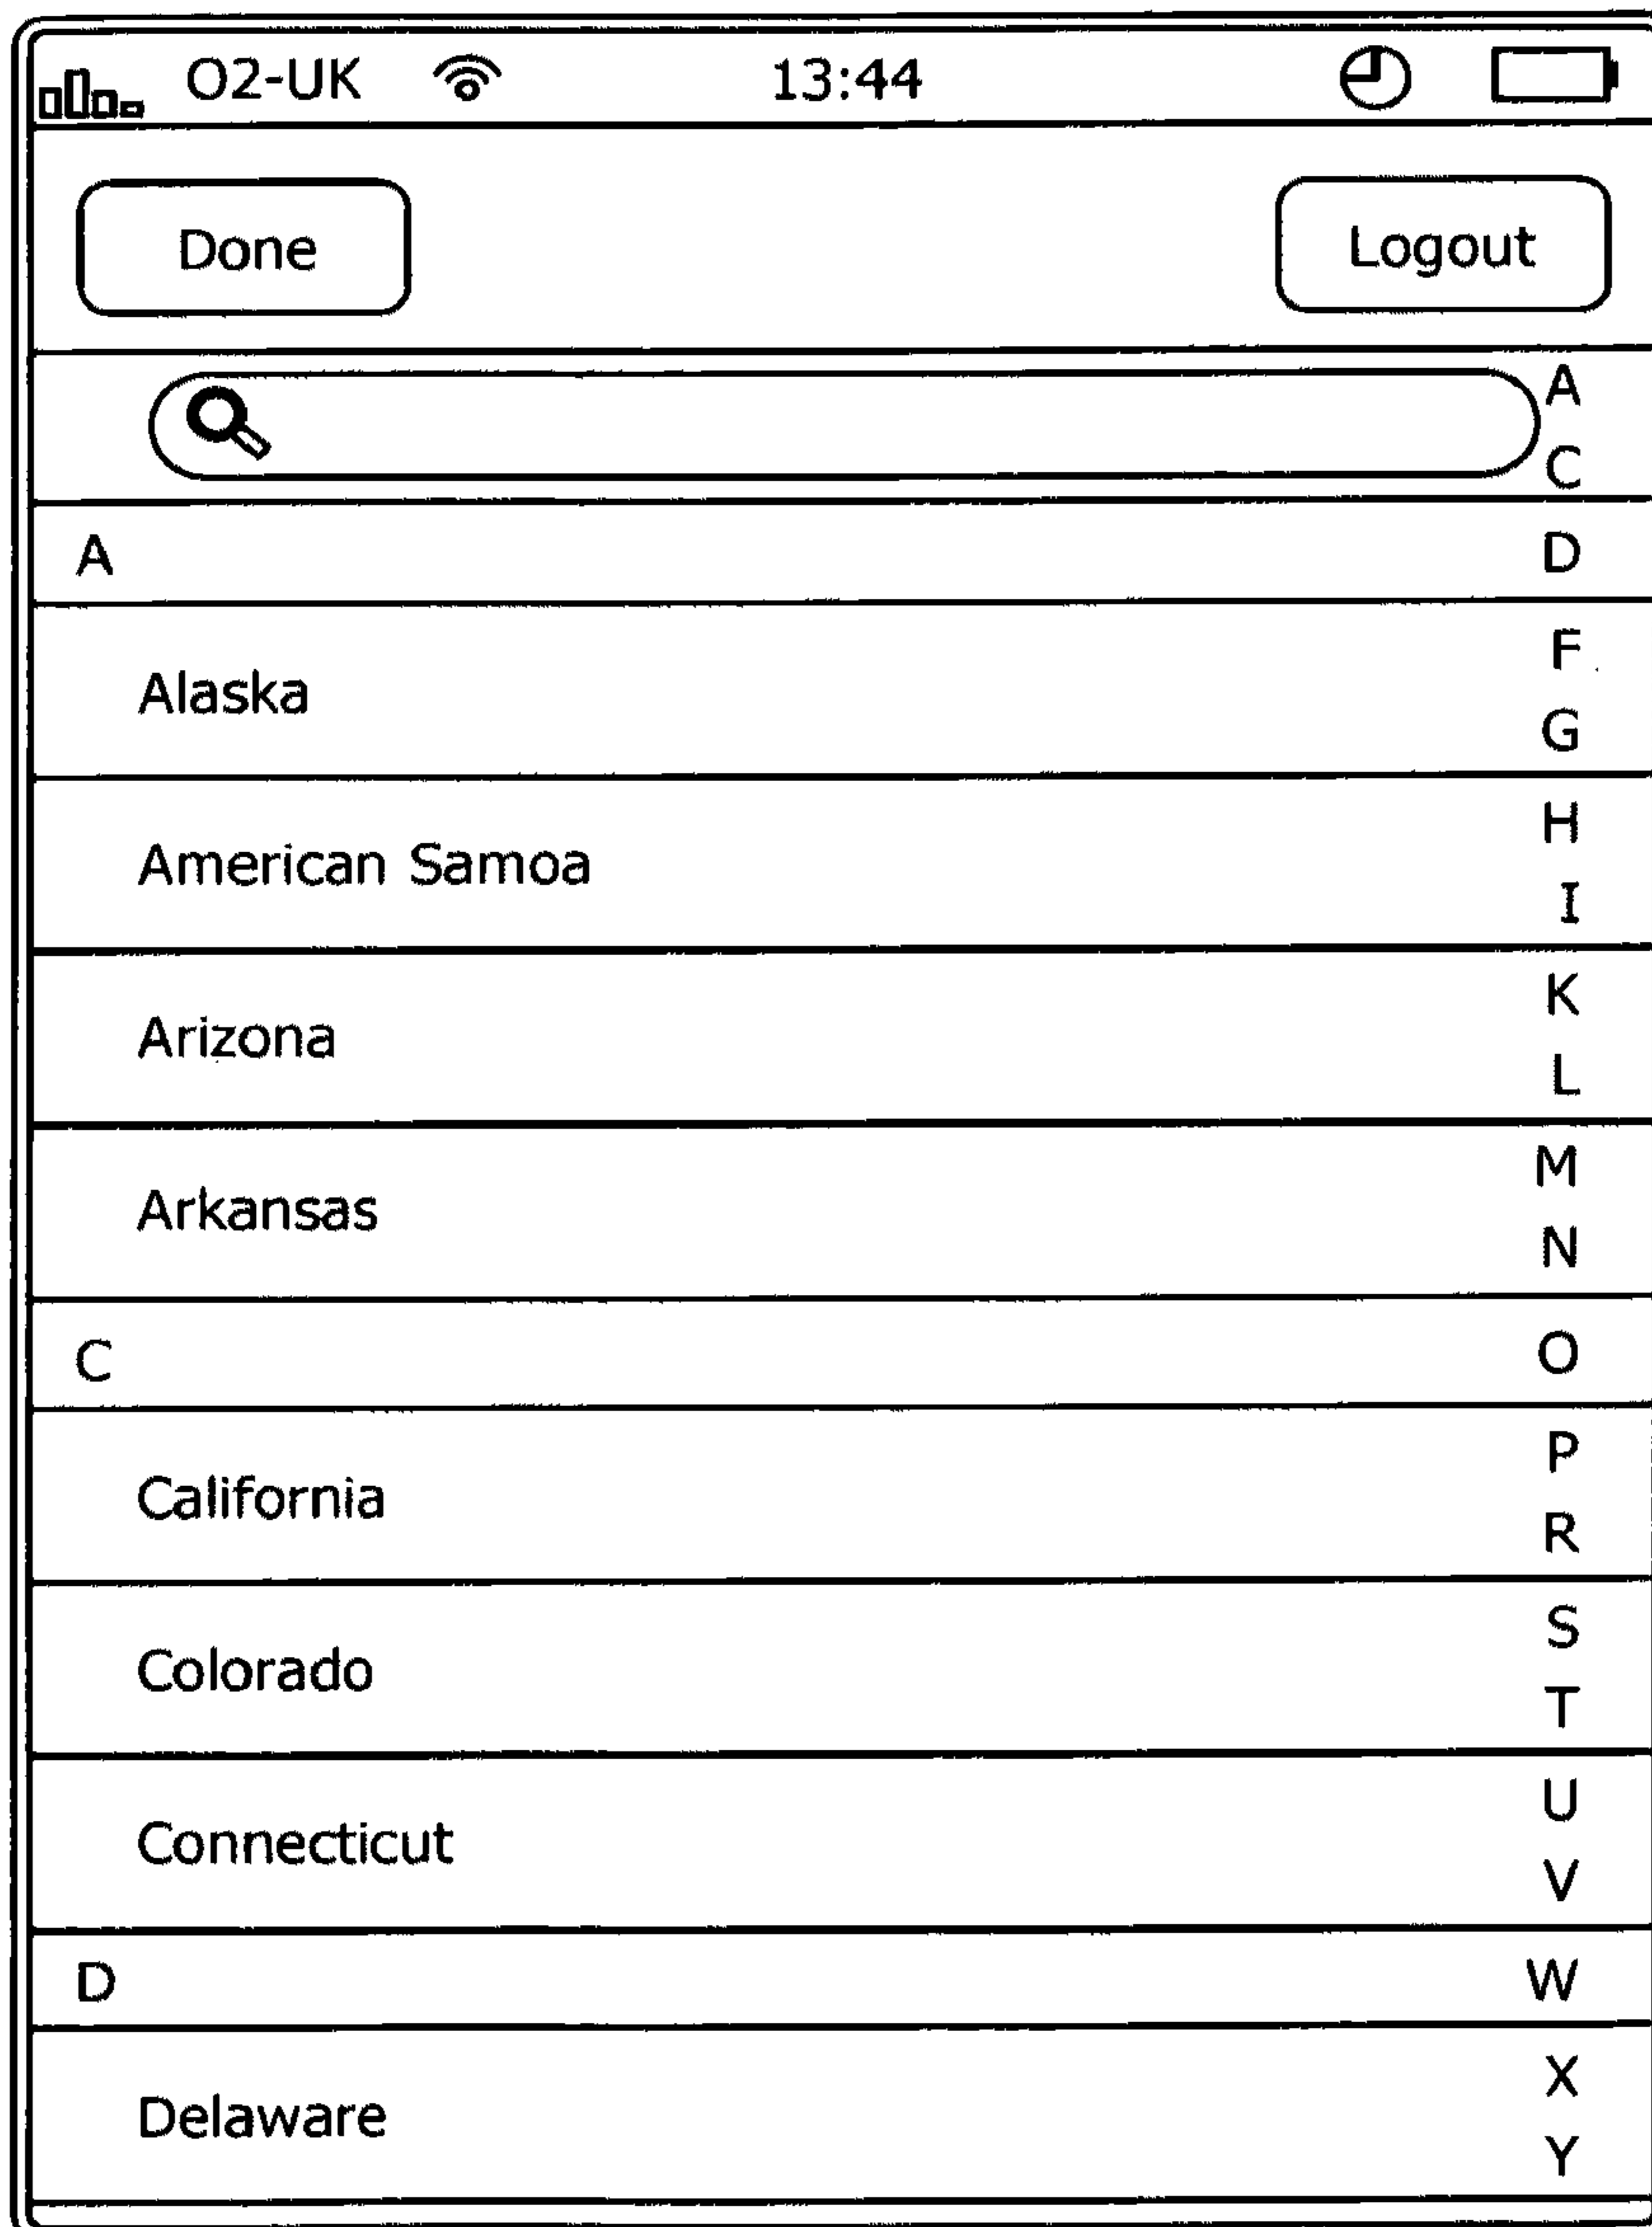 O2-UK 13:44
Done Logout
A
C
A D
F
Alaska
G
H
American Samoa
I
K
Arizona
L
M
Arkansas
N
C O
P
California
R
S
Colorado
T
U
Connecticut
V
D W
X
Delaware
Y